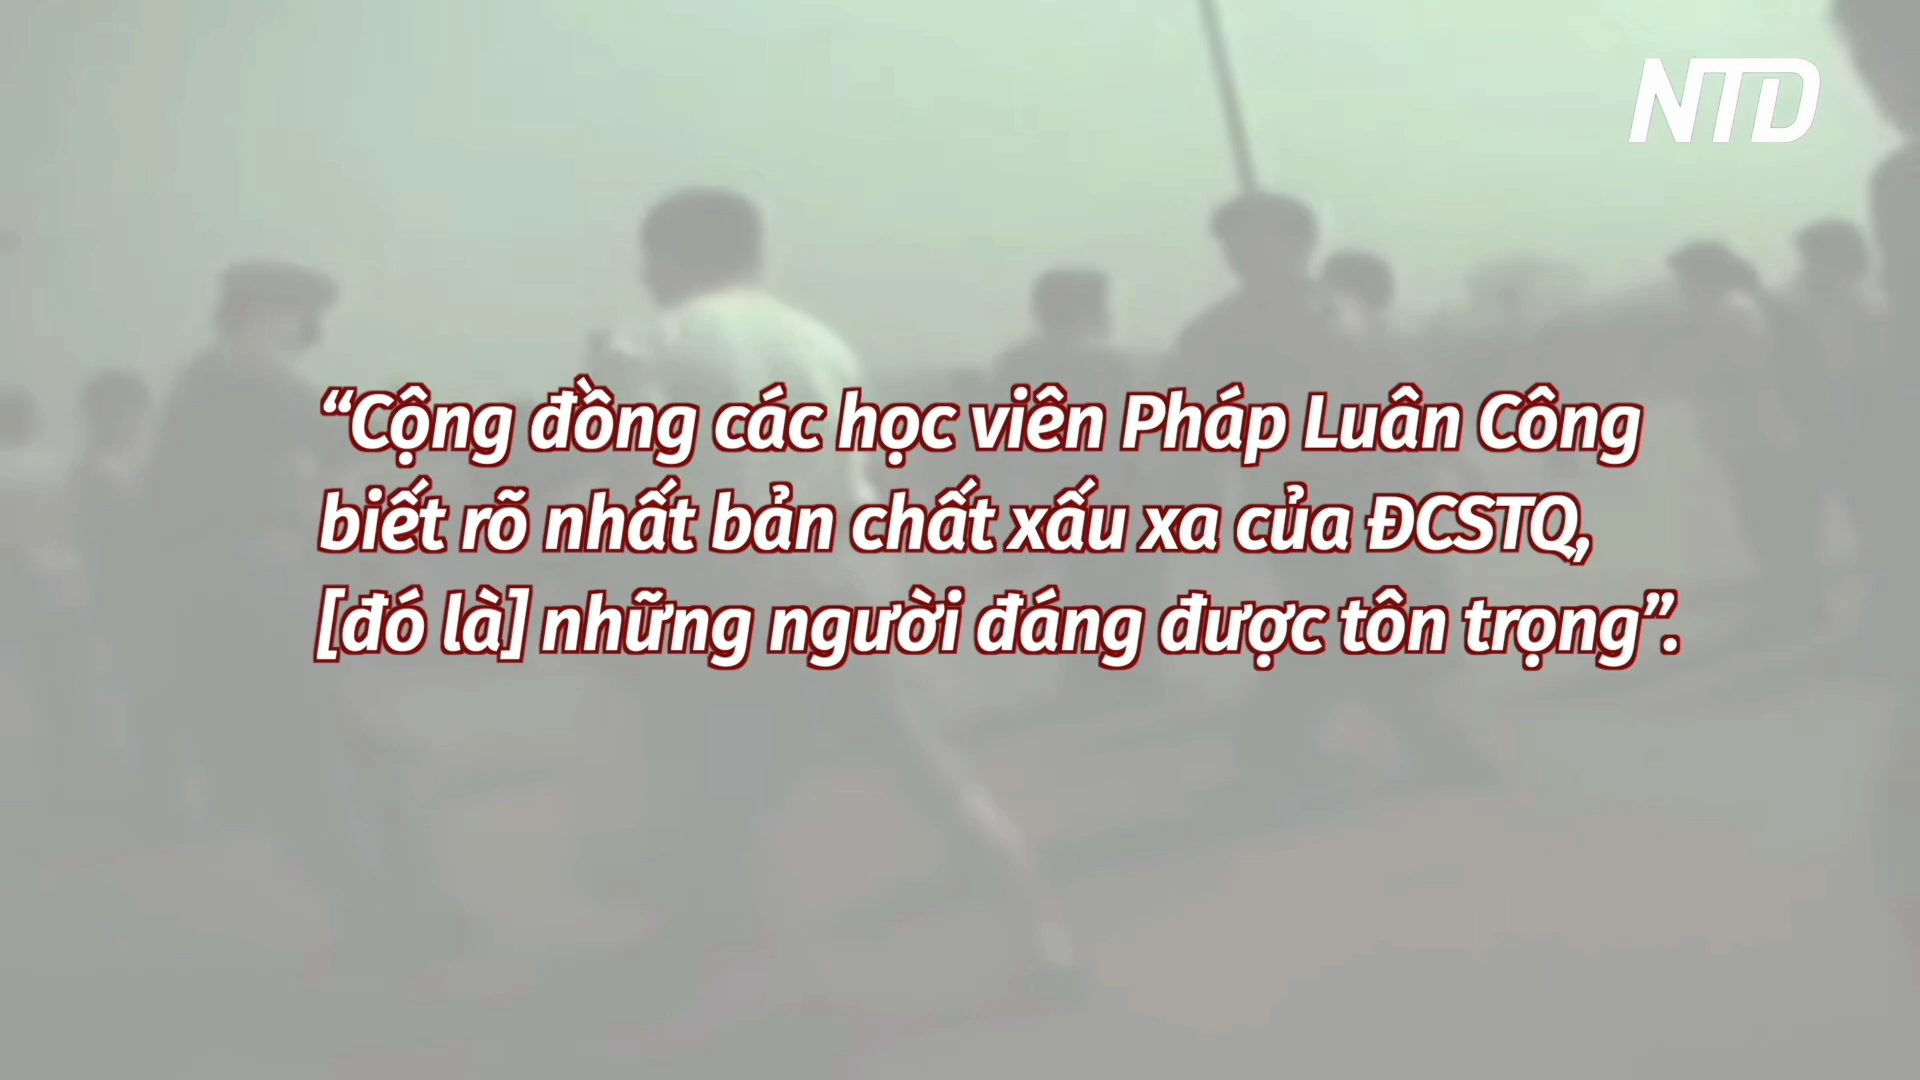 NTD
“Cộng đồng các học viên Pháp Luân Công
biết rõ nhất bản chất xấu xa của ĐCSTQ,
[đó là] những người đáng được tôn trọng”.